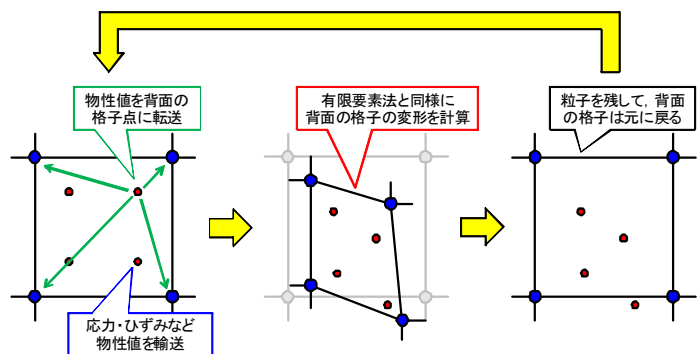 物性値を背面の
格子点に転送
有限要素法と同様に
背面の格子の変形を計算
粒子を残して，背面
の格子は元に戻る
応力・ひずみなど
物性値を輸送